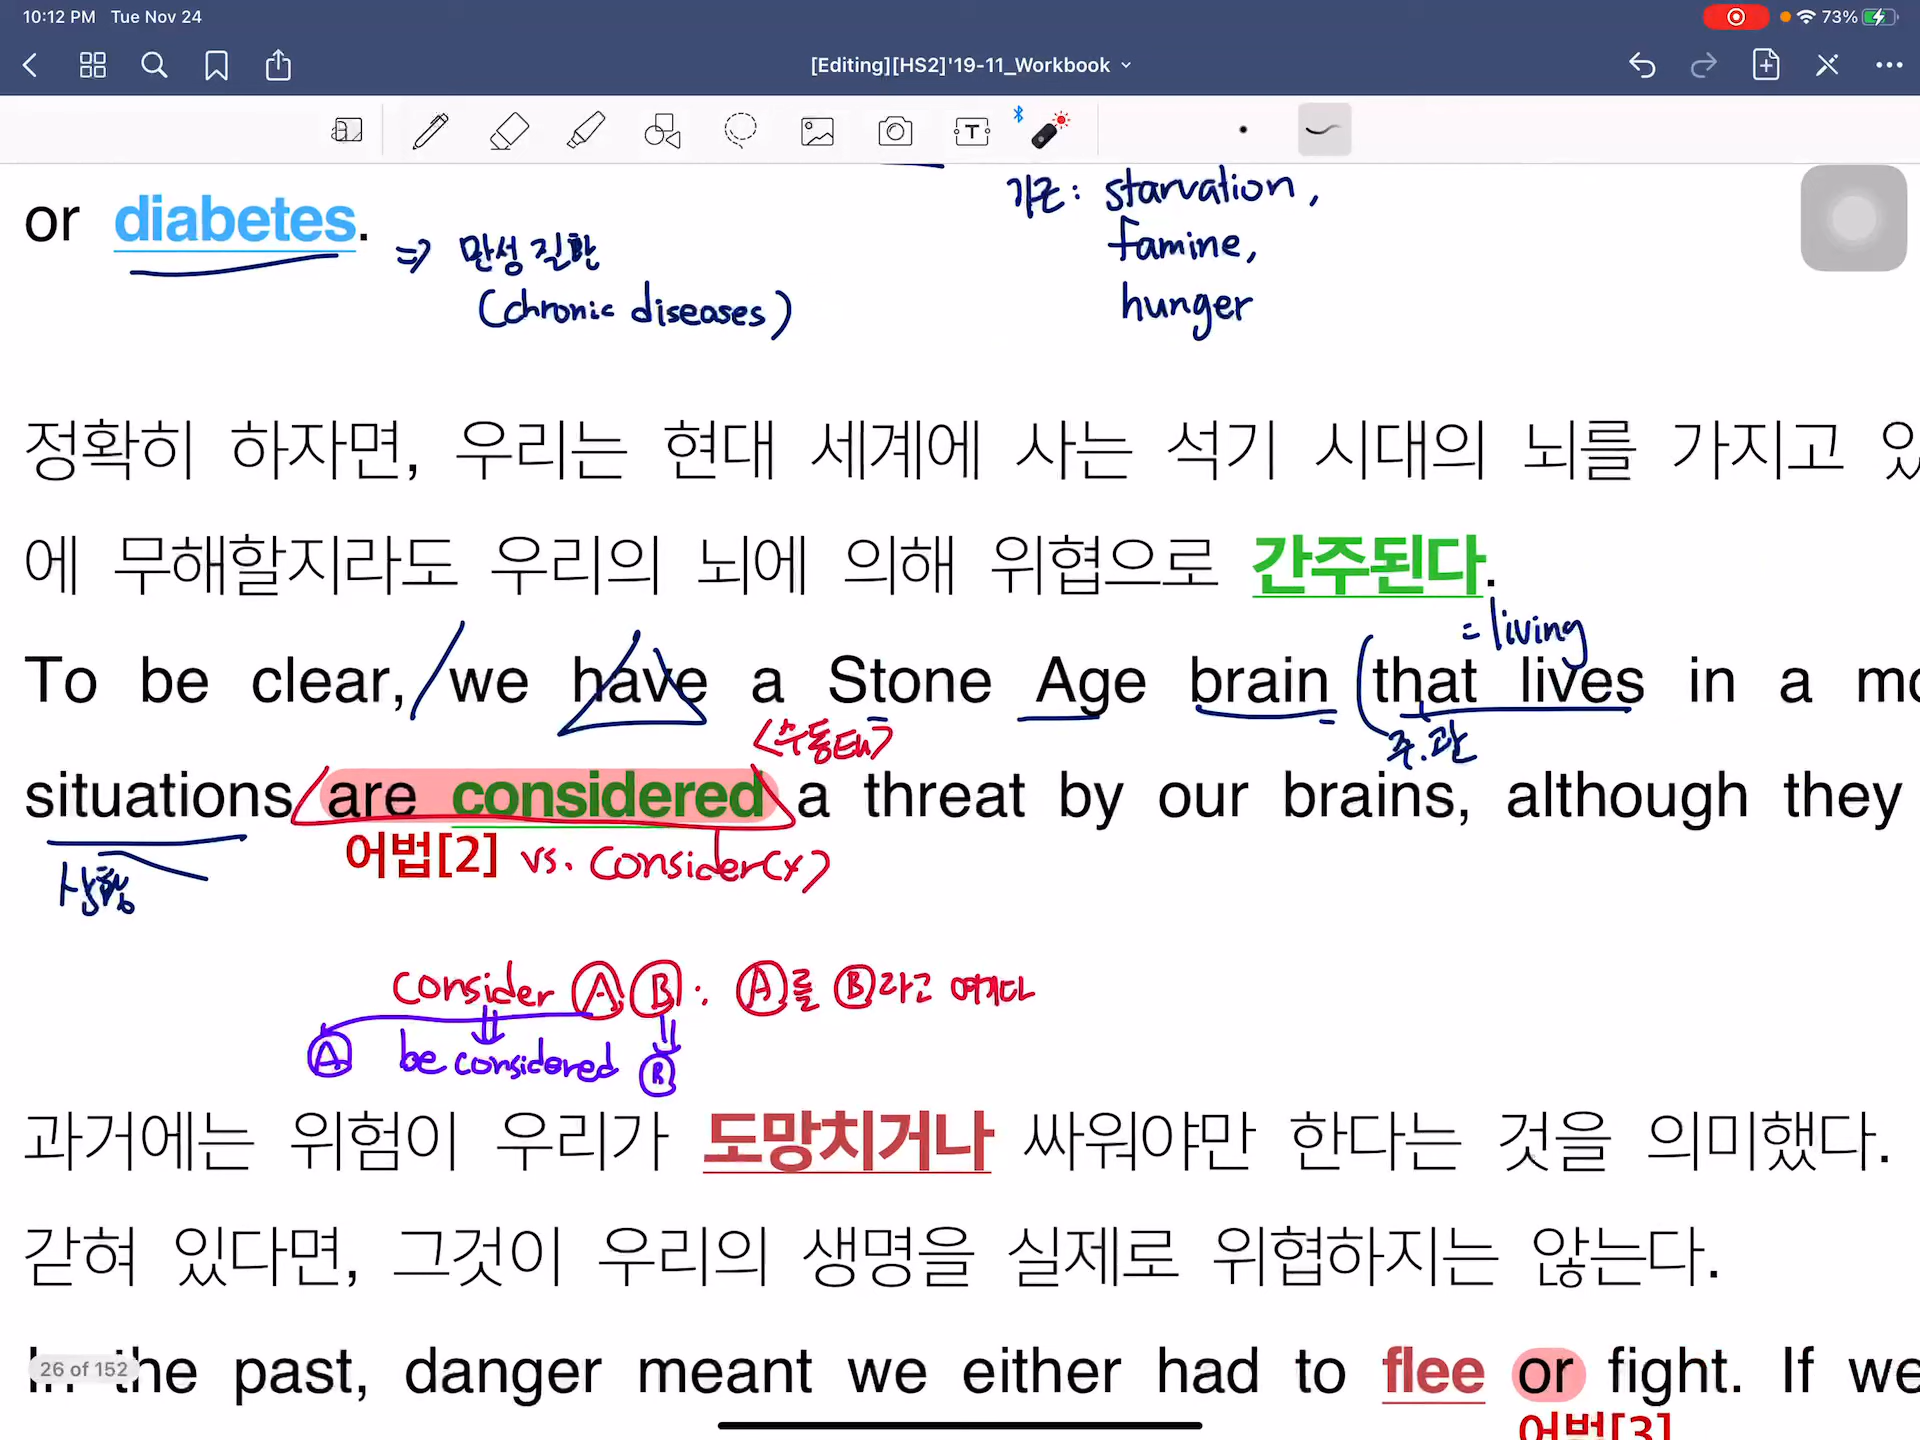 10:12 PM Tue Nov 24
73%
[Editing][HS2]'19-11_Workbook
T
or diabetes.
=> 만성 질환
(chronic diseases)
기근: starvation,
famine,
hunger
정확히 하자면, 우리는 현대 세계에 사는 석기 시대의 뇌를 가지고 있
에 무해할지라도 우리의 뇌에 의해 위협으로 간주된다.
= living
To be clear, we have a Stone Age brain (that lives in a mo
<수동태>
주.관
situations are considered a threat by our brains, although they
어법[2] vs. consider(x)
상황
consider A B : A를 B라고 여기다
A be considered B
과거에는 위험이 우리가 도망치거나 싸워야만 한다는 것을 의미했다.
갇혀 있다면, 그것이 우리의 생명을 실제로 위협하지는 않는다.
In the past, danger meant we either had to flee or fight. If we
26 of 152
어법[3]